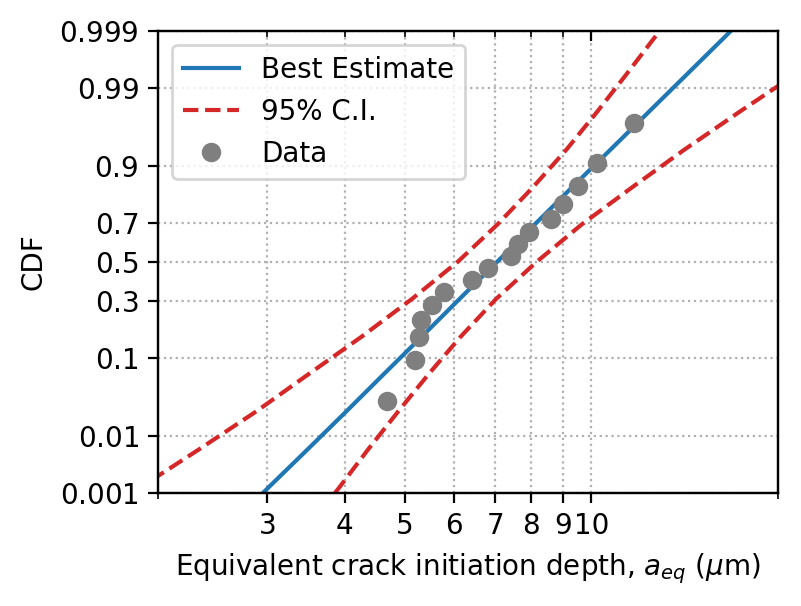 0.999
0.99
0.9
0.7
0.5
0.3
0.1
0.01
0.001
CDF
Best Estimate
95% C.I.
Data
3 4 5 6 7 8 9 10
Equivalent crack initiation depth, a_eq (μm)